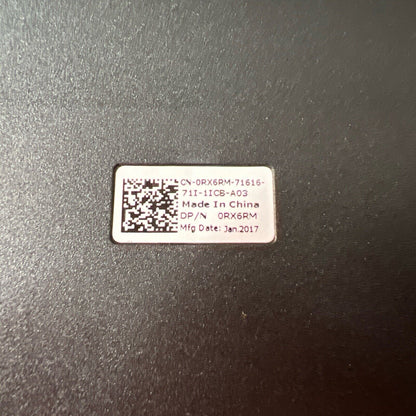 CN-0RX6RM-71616-
71I-1ICB-A03
Made In China
DP/N 0RX6RM
Mfg Date: Jan.2017